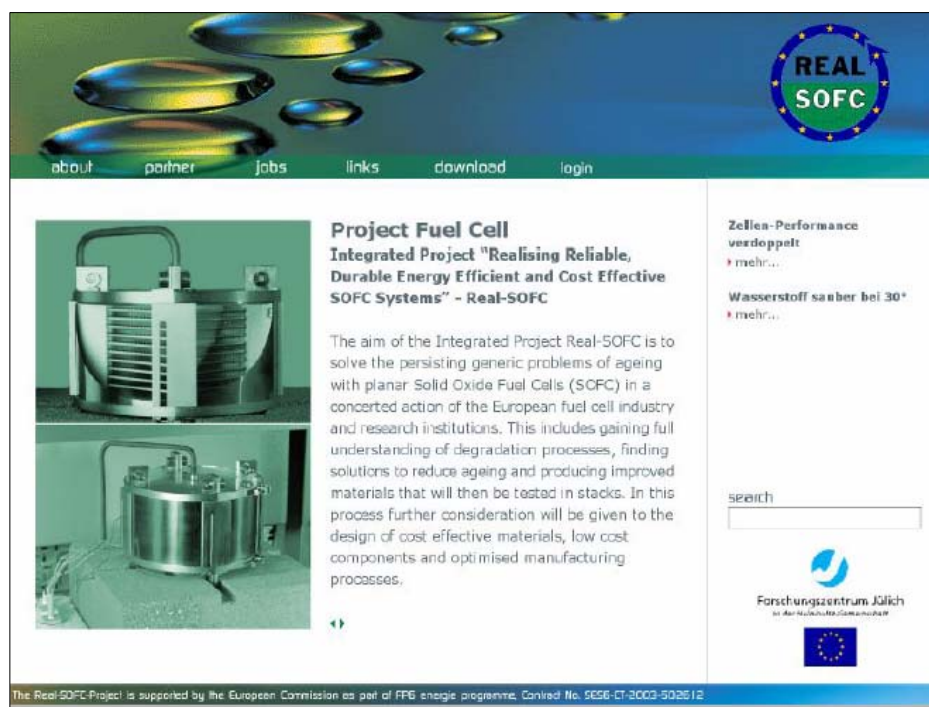 REAL
SOFC
about partner jobs links download login
Project Fuel Cell
Integrated Project "Realising Reliable,
Durable Energy Efficient and Cost Effective
SOFC Systems" - Real-SOFC
The aim of the Integrated Project Real-SOFC is to
solve the persisting generic problems of ageing
with planar Solid Oxide Fuel Cells (SOFC) in a
concerted action of the European fuel cell industry
and research institutions. This includes gaining full
understanding of degradation processes, finding
solutions to reduce ageing and producing improved
materials that will then be tested in stacks. In this
process further consideration will be given to the
design of cost effective materials, low cost
components and optimised manufacturing
processes.
Zellen-Performance
verdoppelt
mehr...
Wasserstoff sauber bei 30°
mehr...
search
Forschungszentrum Jülich
in der Helmholtz-Gemeinschaft
The Real-SOFC-Project is supported by the European Commission as part of FP6 energie programme, Contract No. SES6-CT-2003-502612